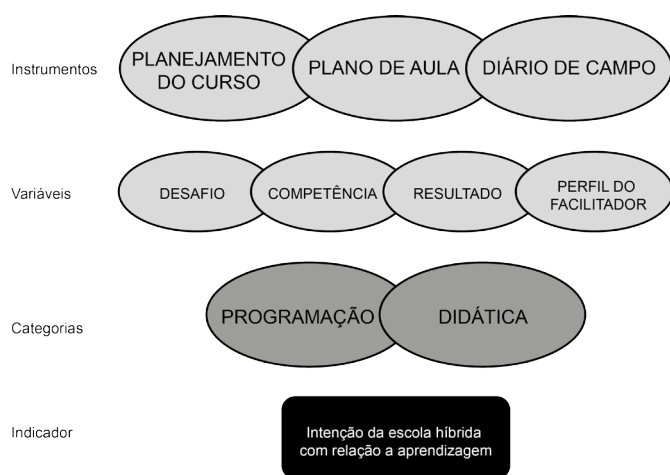 Instrumentos
PLANEJAMENTO
DO CURSO
PLANO DE AULA
DIÁRIO DE CAMPO
Variáveis
DESAFIO
COMPETÊNCIA
RESULTADO
PERFIL DO
FACILITADOR
Categorias
PROGRAMAÇÃO
DIDÁTICA
Indicador
Intenção da escola híbrida
com relação a aprendizagem